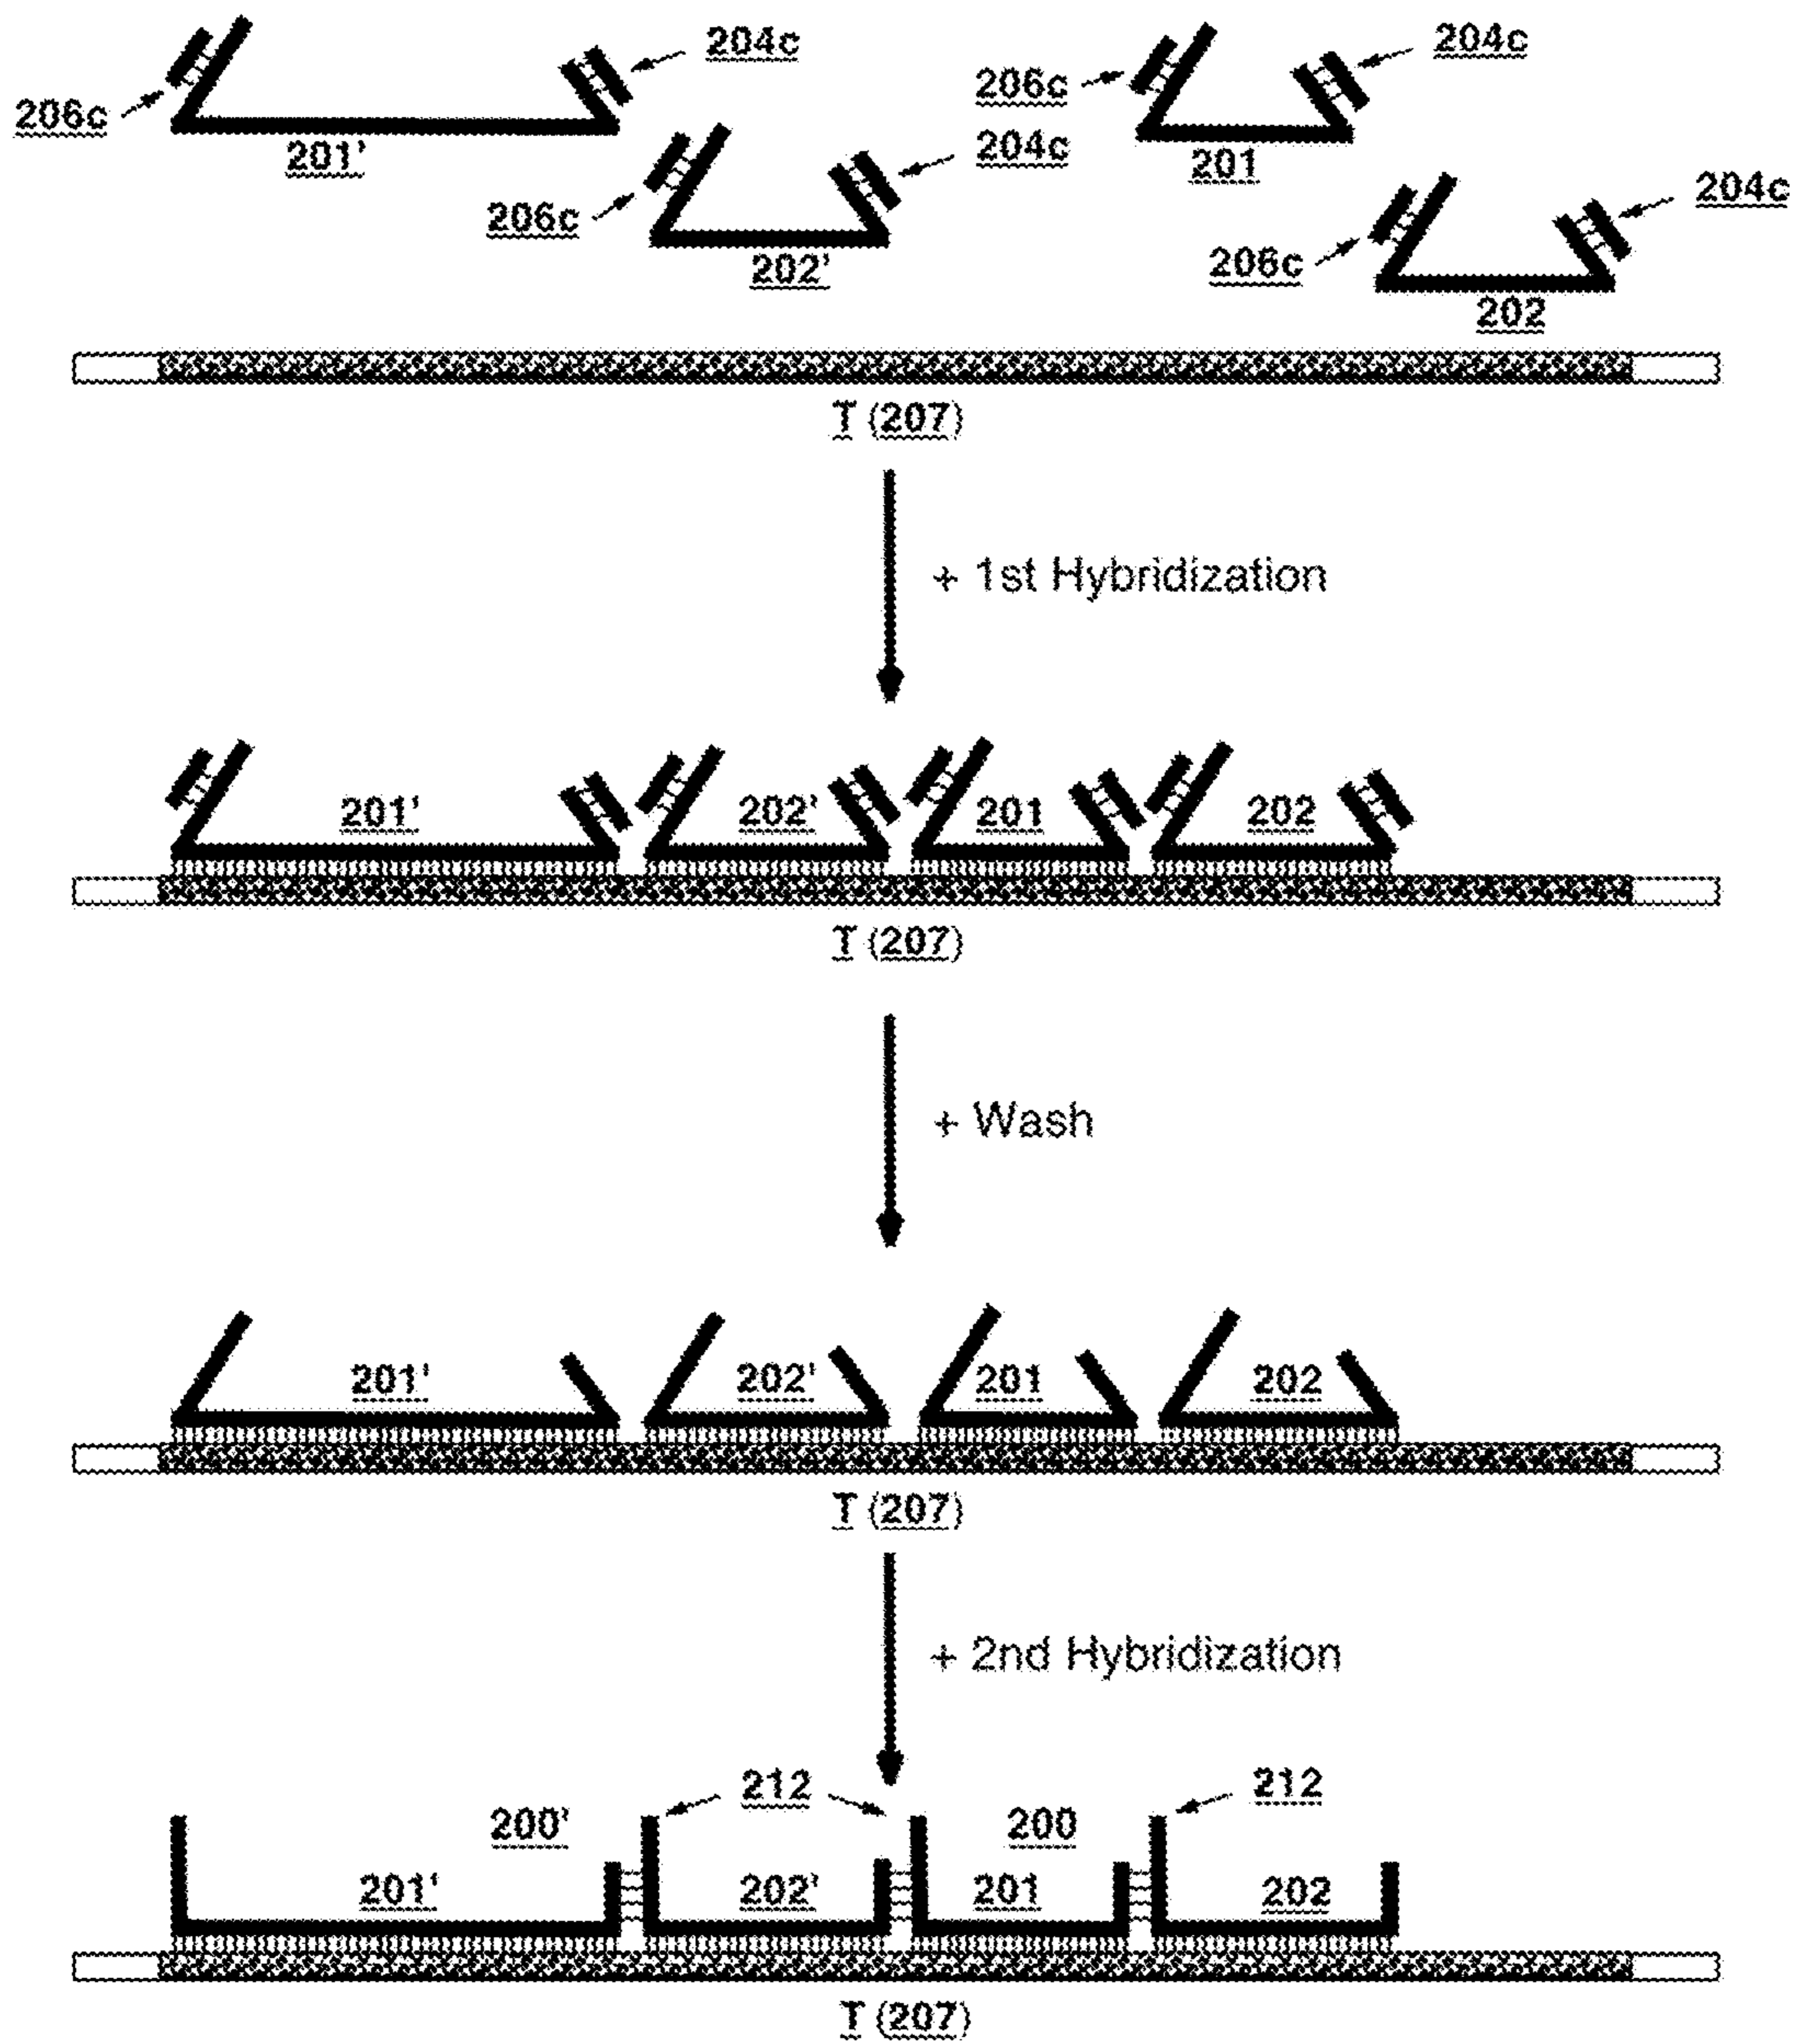 204c
204c
206c
206c
201'
204c
201
204c
206c
206c
202'
202
T (207)
+ 1st Hybridization
201' 202' 201 202
T (207)
+ Wash
201' 202' 201 202
T (207)
+ 2nd Hybridization
212 212
200' 200
201' 202' 201 202
T (207)